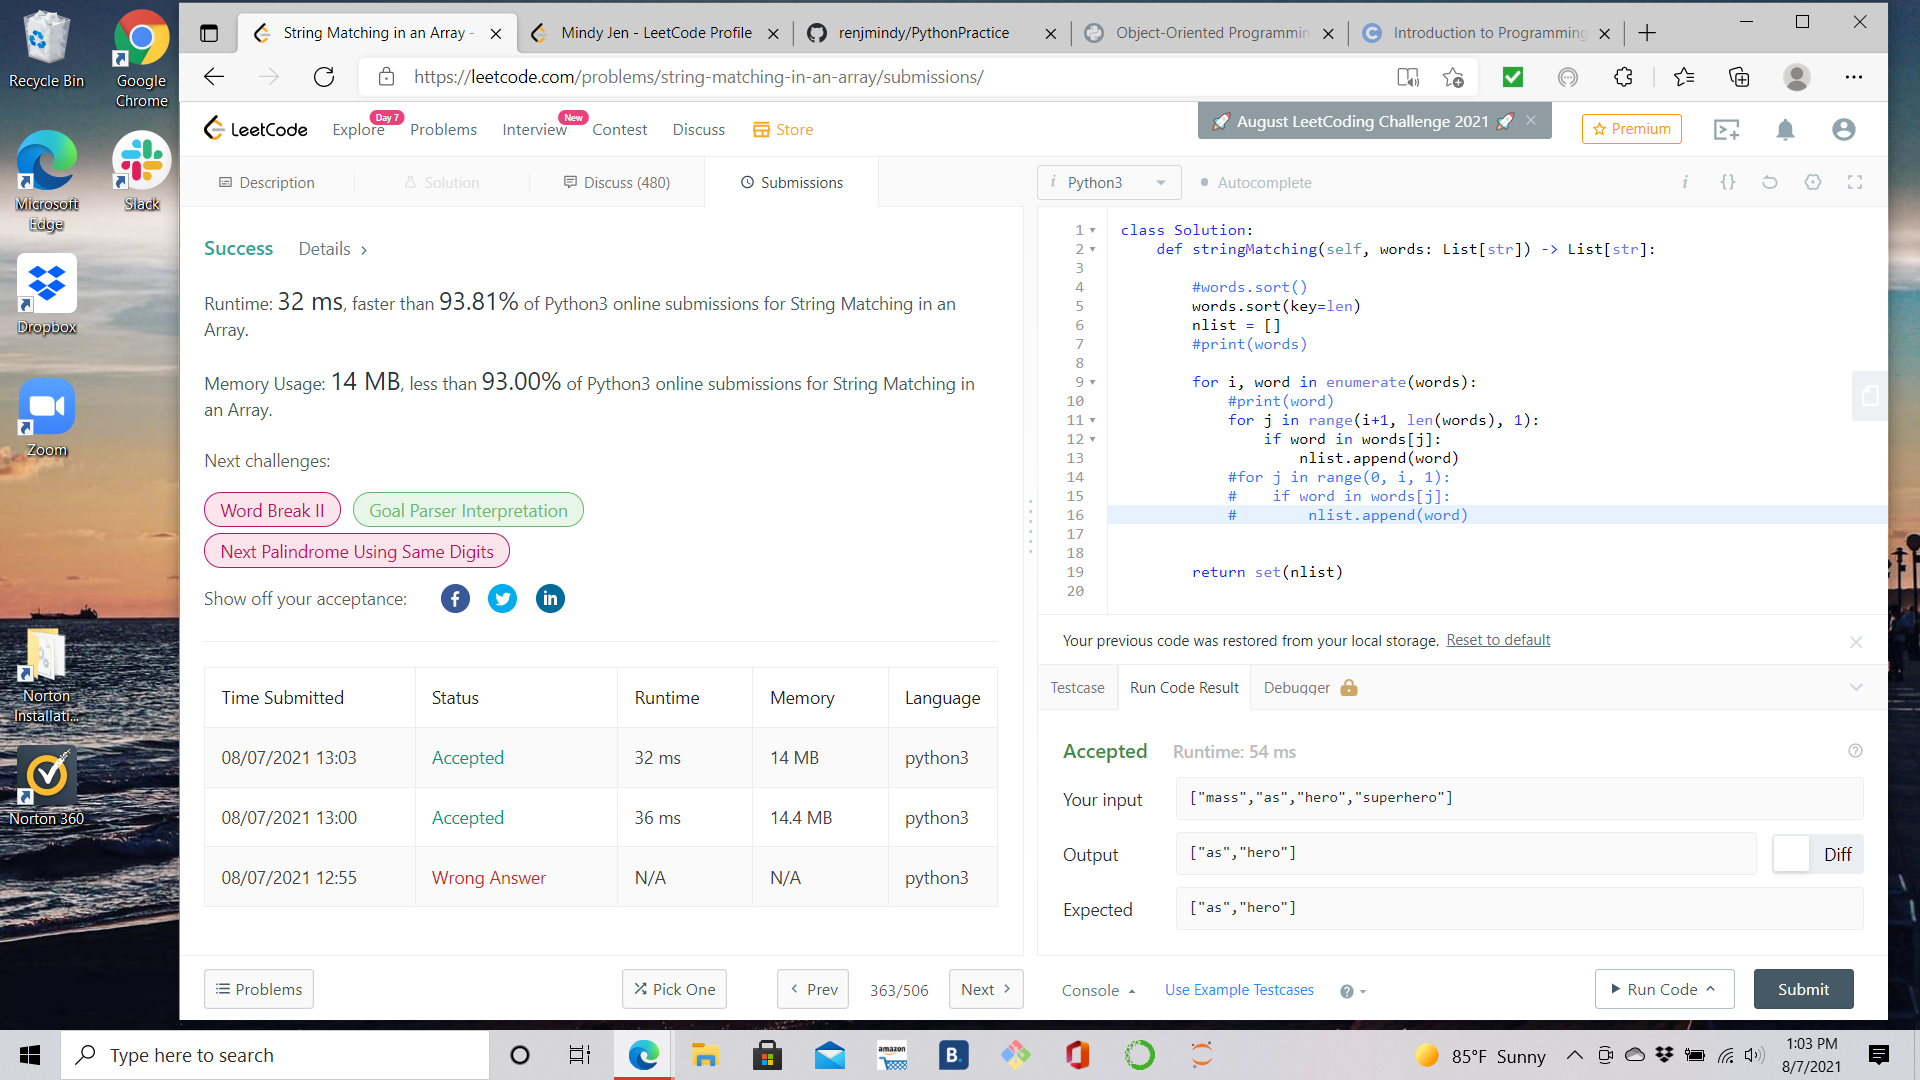 Recycle Bin
Google
Chrome
Microsoft
Edge
Slack
Dropbox
Zoom
Norton
Installati...
Norton 360
String Matching in an Array -
Mindy Jen - LeetCode Profile
renjmindy/PythonPractice
Object-Oriented Programmin
Introduction to Programming
https://leetcode.com/problems/string-matching-in-an-array/submissions/
LeetCode
Explore
Day 7
Problems
Interview
New
Contest
Discuss
Store
🚀 August LeetCoding Challenge 2021 🚀
Premium
Description
Solution
Discuss (480)
Submissions
i Python3
Autocomplete
i
{}
Success
Details >
Runtime: 32 ms, faster than 93.81% of Python3 online submissions for String Matching in an
Array.
Memory Usage: 14 MB, less than 93.00% of Python3 online submissions for String Matching in
an Array.
Next challenges:
Word Break II
Goal Parser Interpretation
Next Palindrome Using Same Digits
Show off your acceptance:
f
in
Time Submitted Status Runtime Memory Language
08/07/2021 13:03 Accepted 32 ms 14 MB python3
08/07/2021 13:00 Accepted 36 ms 14.4 MB python3
08/07/2021 12:55 Wrong Answer N/A N/A python3
Problems
Pick One
< Prev
363/506
Next >
1 class Solution:
2     def stringMatching(self, words: List[str]) -> List[str]:
3
4         #words.sort()
5         words.sort(key=len)
6         nlist = []
7         #print(words)
8
9         for i, word in enumerate(words):
10             #print(word)
11             for j in range(i+1, len(words), 1):
12                 if word in words[j]:
13                     nlist.append(word)
14             #for j in range(0, i, 1):
15             #    if word in words[j]:
16             #        nlist.append(word)
17
18
19         return set(nlist)
20
Your previous code was restored from your local storage. Reset to default
Testcase
Run Code Result
Debugger
Accepted
Runtime: 54 ms
Your input
["mass","as","hero","superhero"]
Output
["as","hero"]
Diff
Expected
["as","hero"]
Console
Use Example Testcases
Run Code
Submit
Type here to search
amazon
B.
85°F Sunny
1:03 PM
8/7/2021